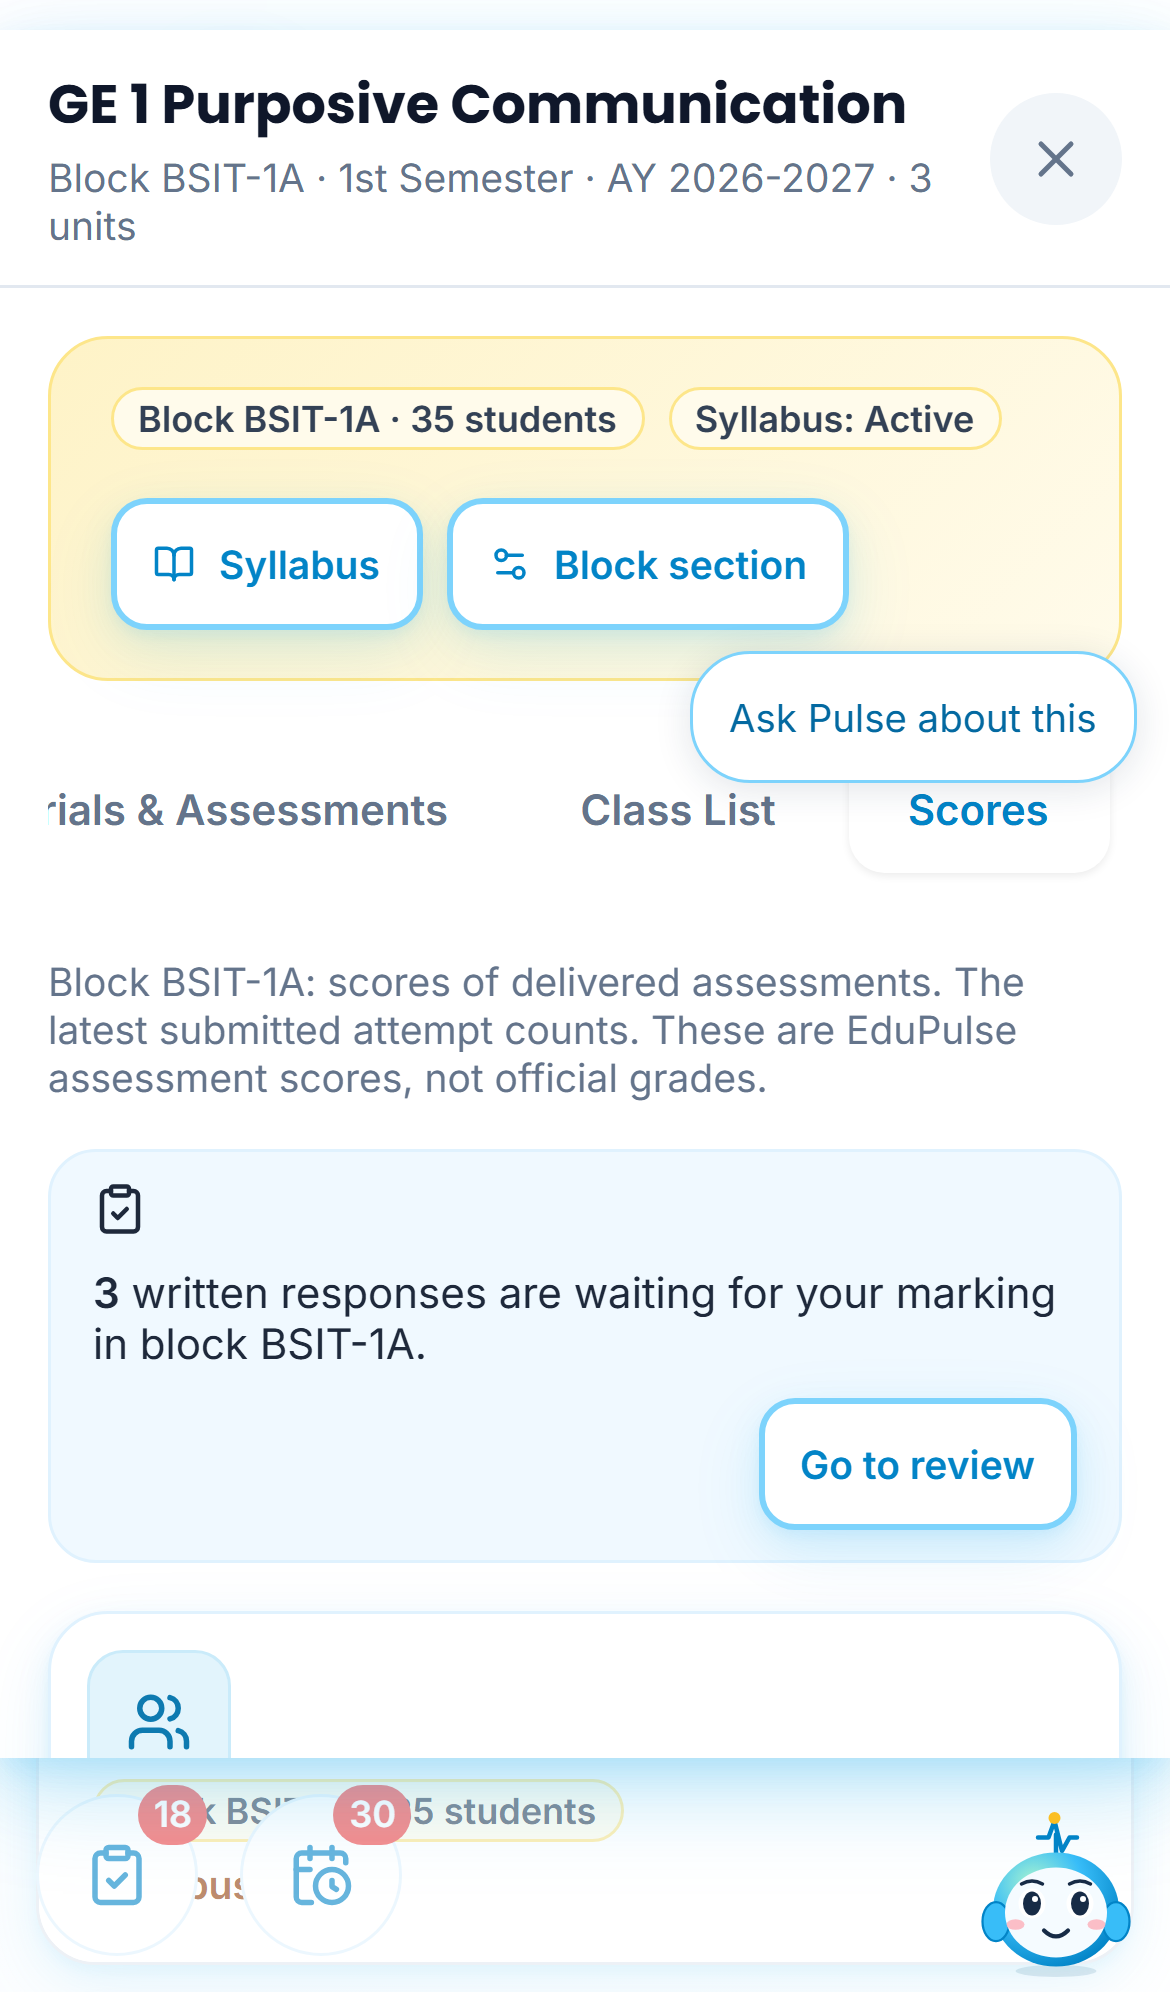 GE 1 Purposive Communication
Block BSIT-1A · 1st Semester · AY 2026-2027 · 3
units
Block BSIT-1A · 35 students
Syllabus: Active
Syllabus
Block section
Ask Pulse about this
rials & Assessments
Class List
Scores
Block BSIT-1A: scores of delivered assessments. The
latest submitted attempt counts. These are EduPulse
assessment scores, not official grades.
3 written responses are waiting for your marking
in block BSIT-1A.
Go to review
18
30
5 students